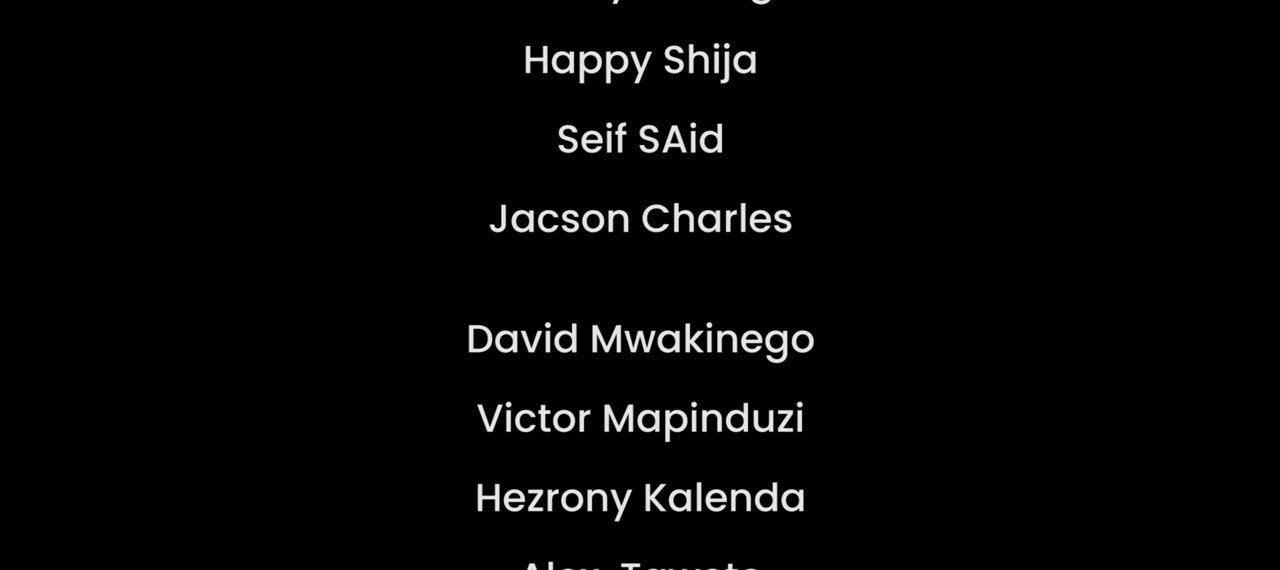 Happy Shija
Seif SAid
Jacson Charles
David Mwakinego
Victor Mapinduzi
Hezrony Kalenda